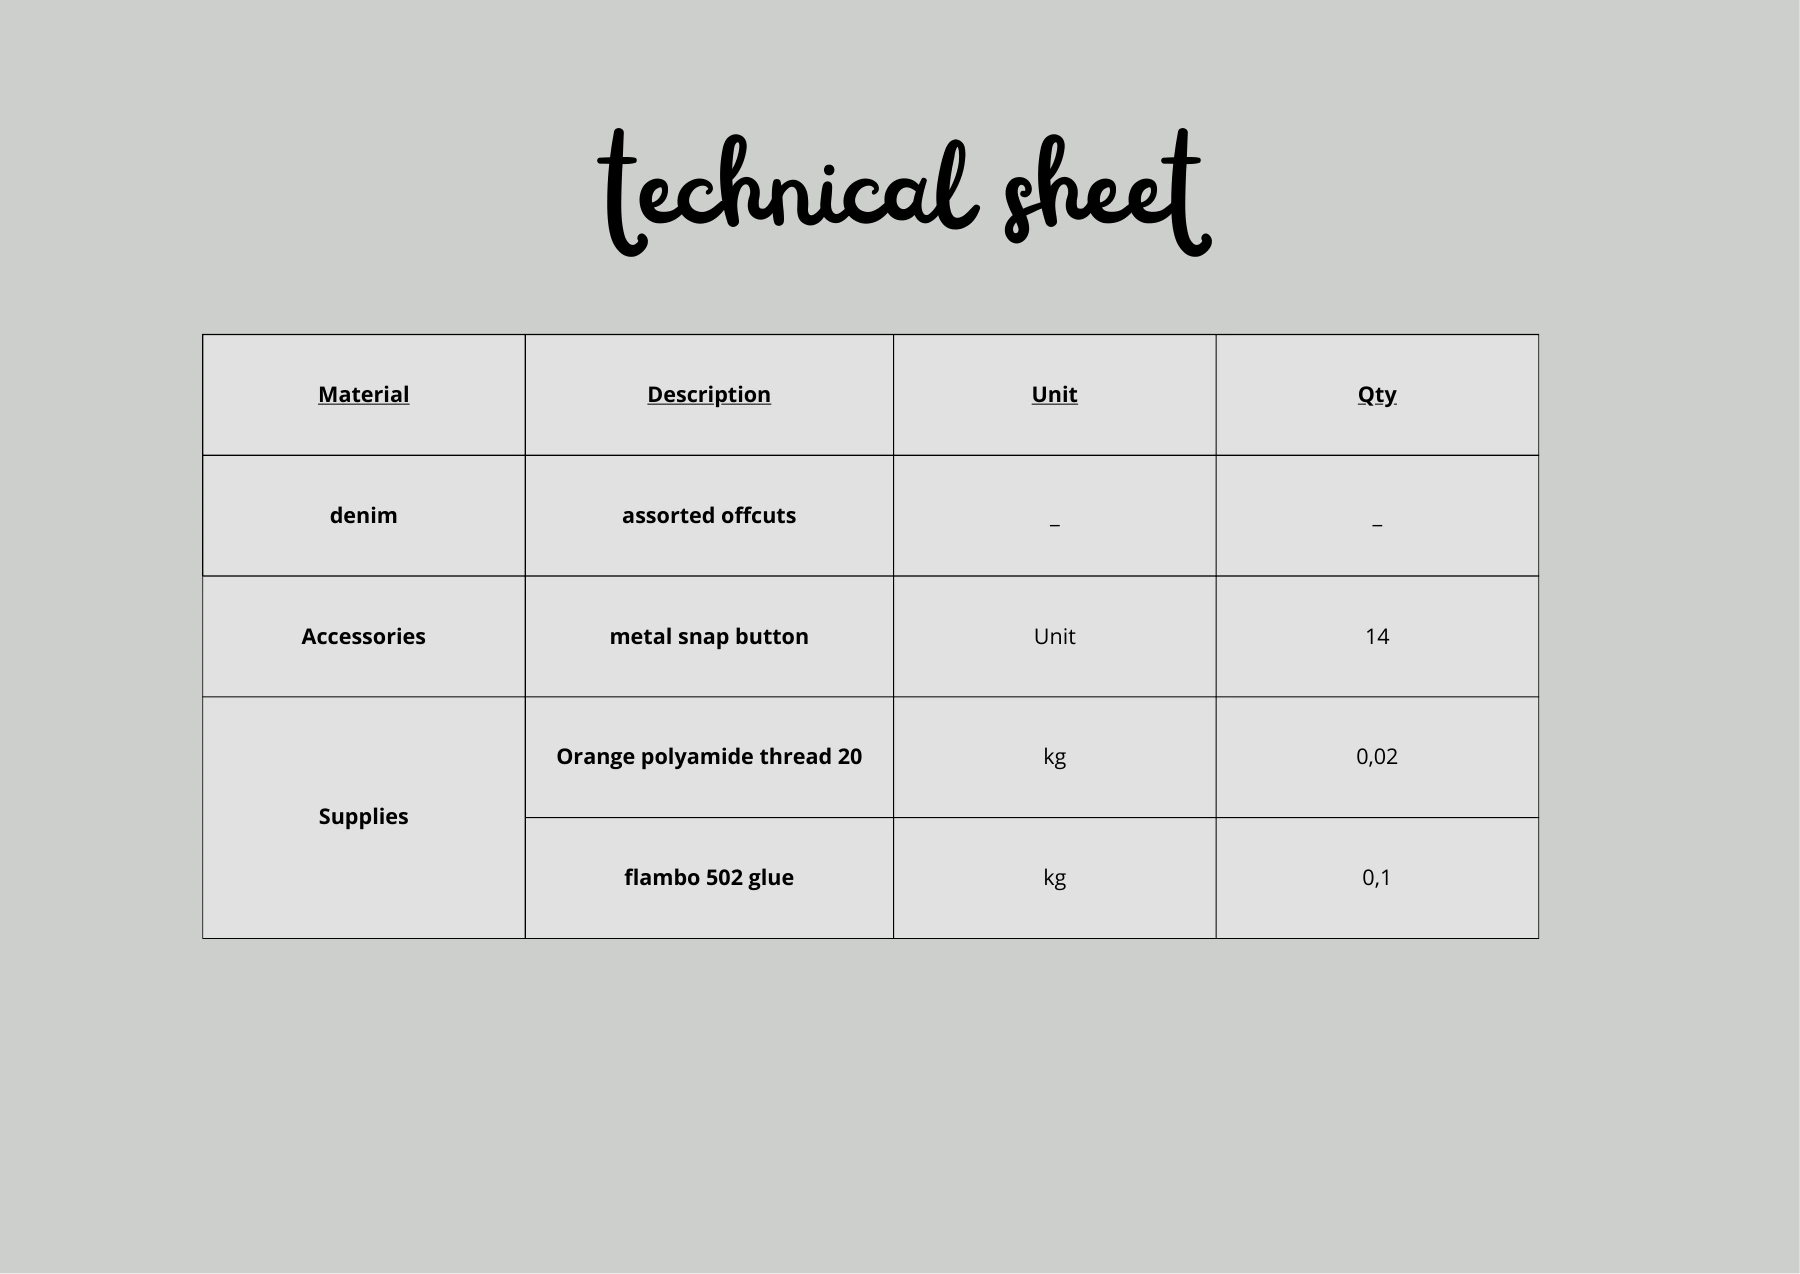 technical sheet
Material Description Unit Qty
denim assorted offcuts _ _
Accessories metal snap button Unit 14
Supplies
Orange polyamide thread 20 kg 0,02
flambo 502 glue kg 0,1